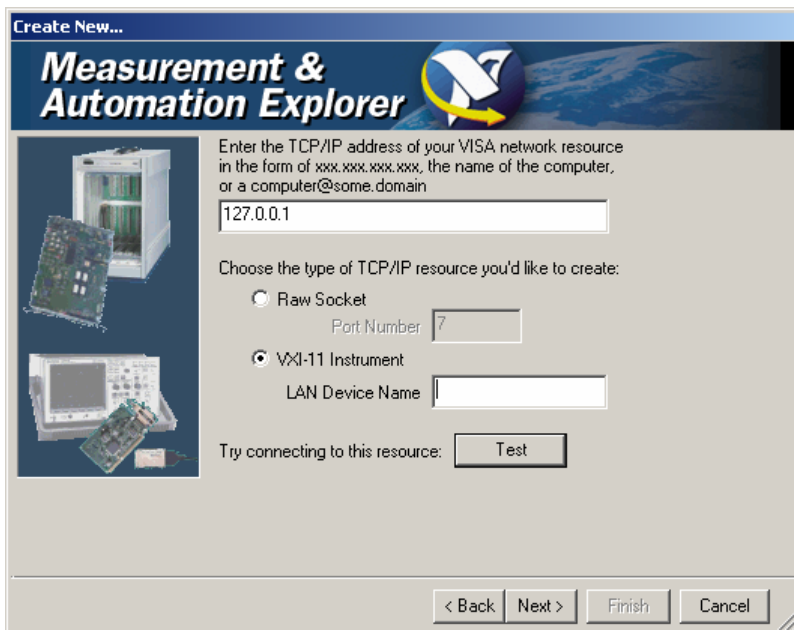 Create New...
Measurement &
Automation Explorer
Enter the TCP/IP address of your VISA network resource
in the form of xxx.xxx.xxx.xxx, the name of the computer,
or a computer@some.domain
127.0.0.1
Choose the type of TCP/IP resource you'd like to create:
Raw Socket
Port Number 7
VXI-11 Instrument
LAN Device Name
Try connecting to this resource: Test
< Back Next > Finish Cancel